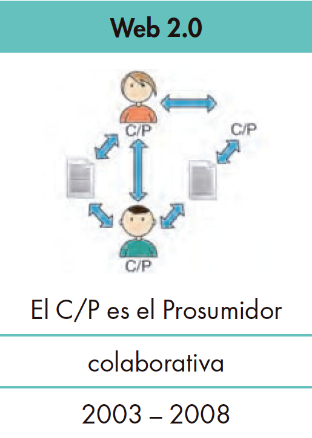 Web 2.0
C/P
C/P
C/P
El C/P es el Prosumidor
colaborativa
2003 – 2008